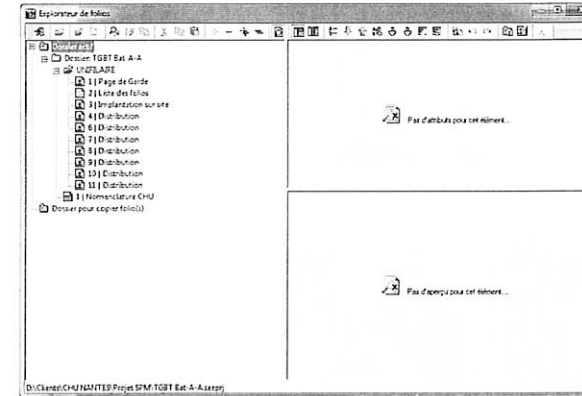 Explorateur de folios
Dossier actif
Dossier: TGBT Bat-A-A
UNIFILAIRE
1 | Page de Garde
2 | Liste des folios
3 | Implantation sur site
4 | Distribution
6 | Distribution
7 | Distribution
8 | Distribution
9 | Distribution
10 | Distribution
11 | Distribution
1 | Nomenclature CHU
Dossier pour copier folio(s)
Pas d'attributs pour cet élément...
Pas d'aperçu pour cet élément...
D:\Clients\CHU NANTES\Projet SPM\TGBT Bat-A-A.serprj